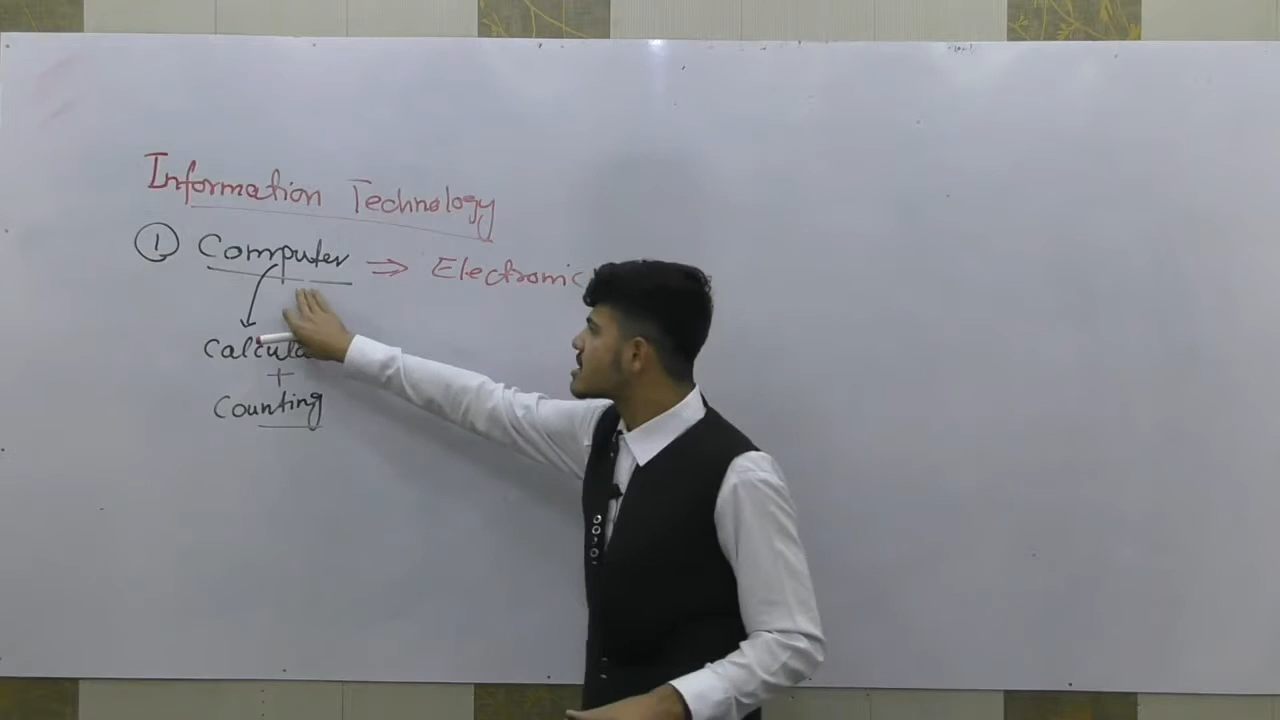 Information Technology
① Computer ⇒ Electronic
Calcula
+
Counting